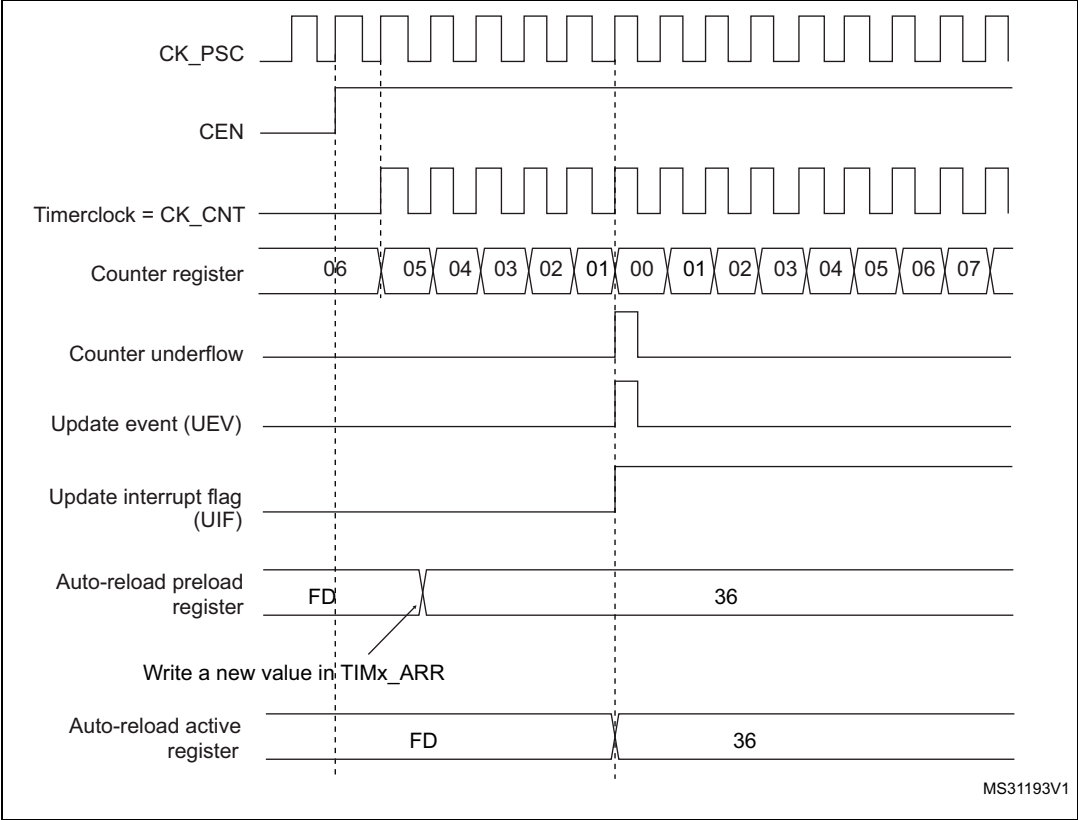 CK_PSC
CEN
Timerclock = CK_CNT
Counter register
06 05 04 03 02 01 00 01 02 03 04 05 06 07
Counter underflow
Update event (UEV)
Update interrupt flag
(UIF)
Auto-reload preload
register
FD 36
Write a new value in TIMx_ARR
Auto-reload active
register
FD 36
MS31193V1